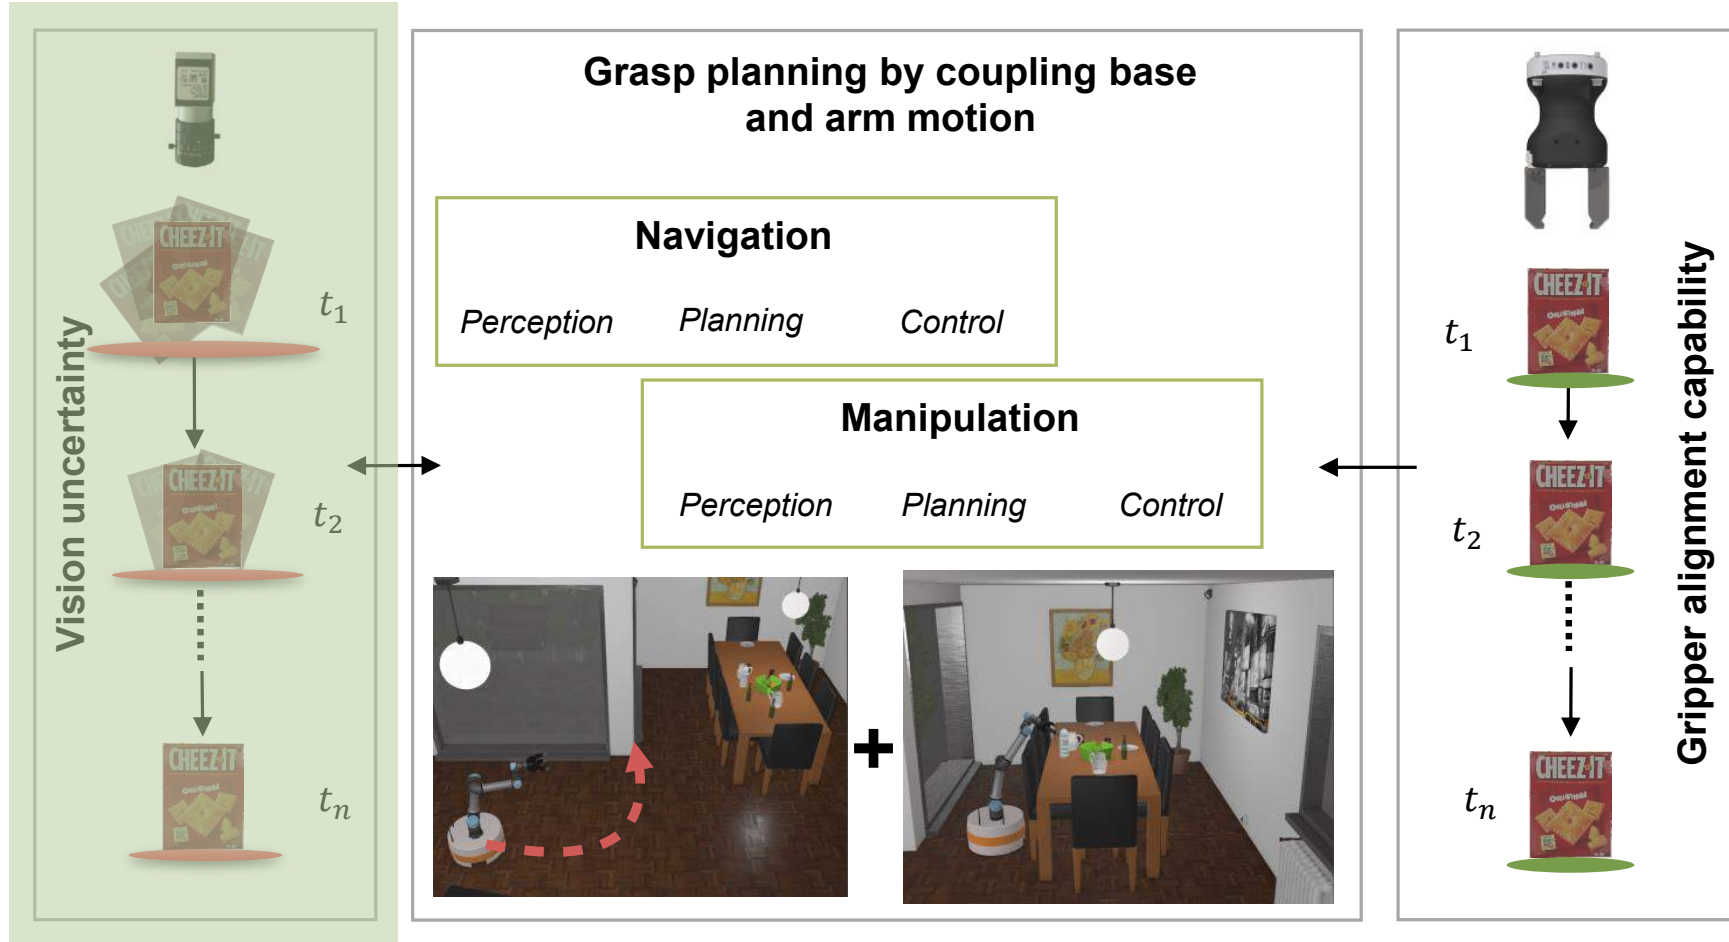 Grasp planning by coupling base
and arm motion
Vision uncertainty
CHEEZ-IT
t1
CHEEZ-IT
t2
CHEEZ-IT
tn
Navigation
Perception Planning Control
Manipulation
Perception Planning Control
+
Gripper alignment capability
CHEEZ-IT
t1
CHEEZ-IT
t2
CHEEZ-IT
tn